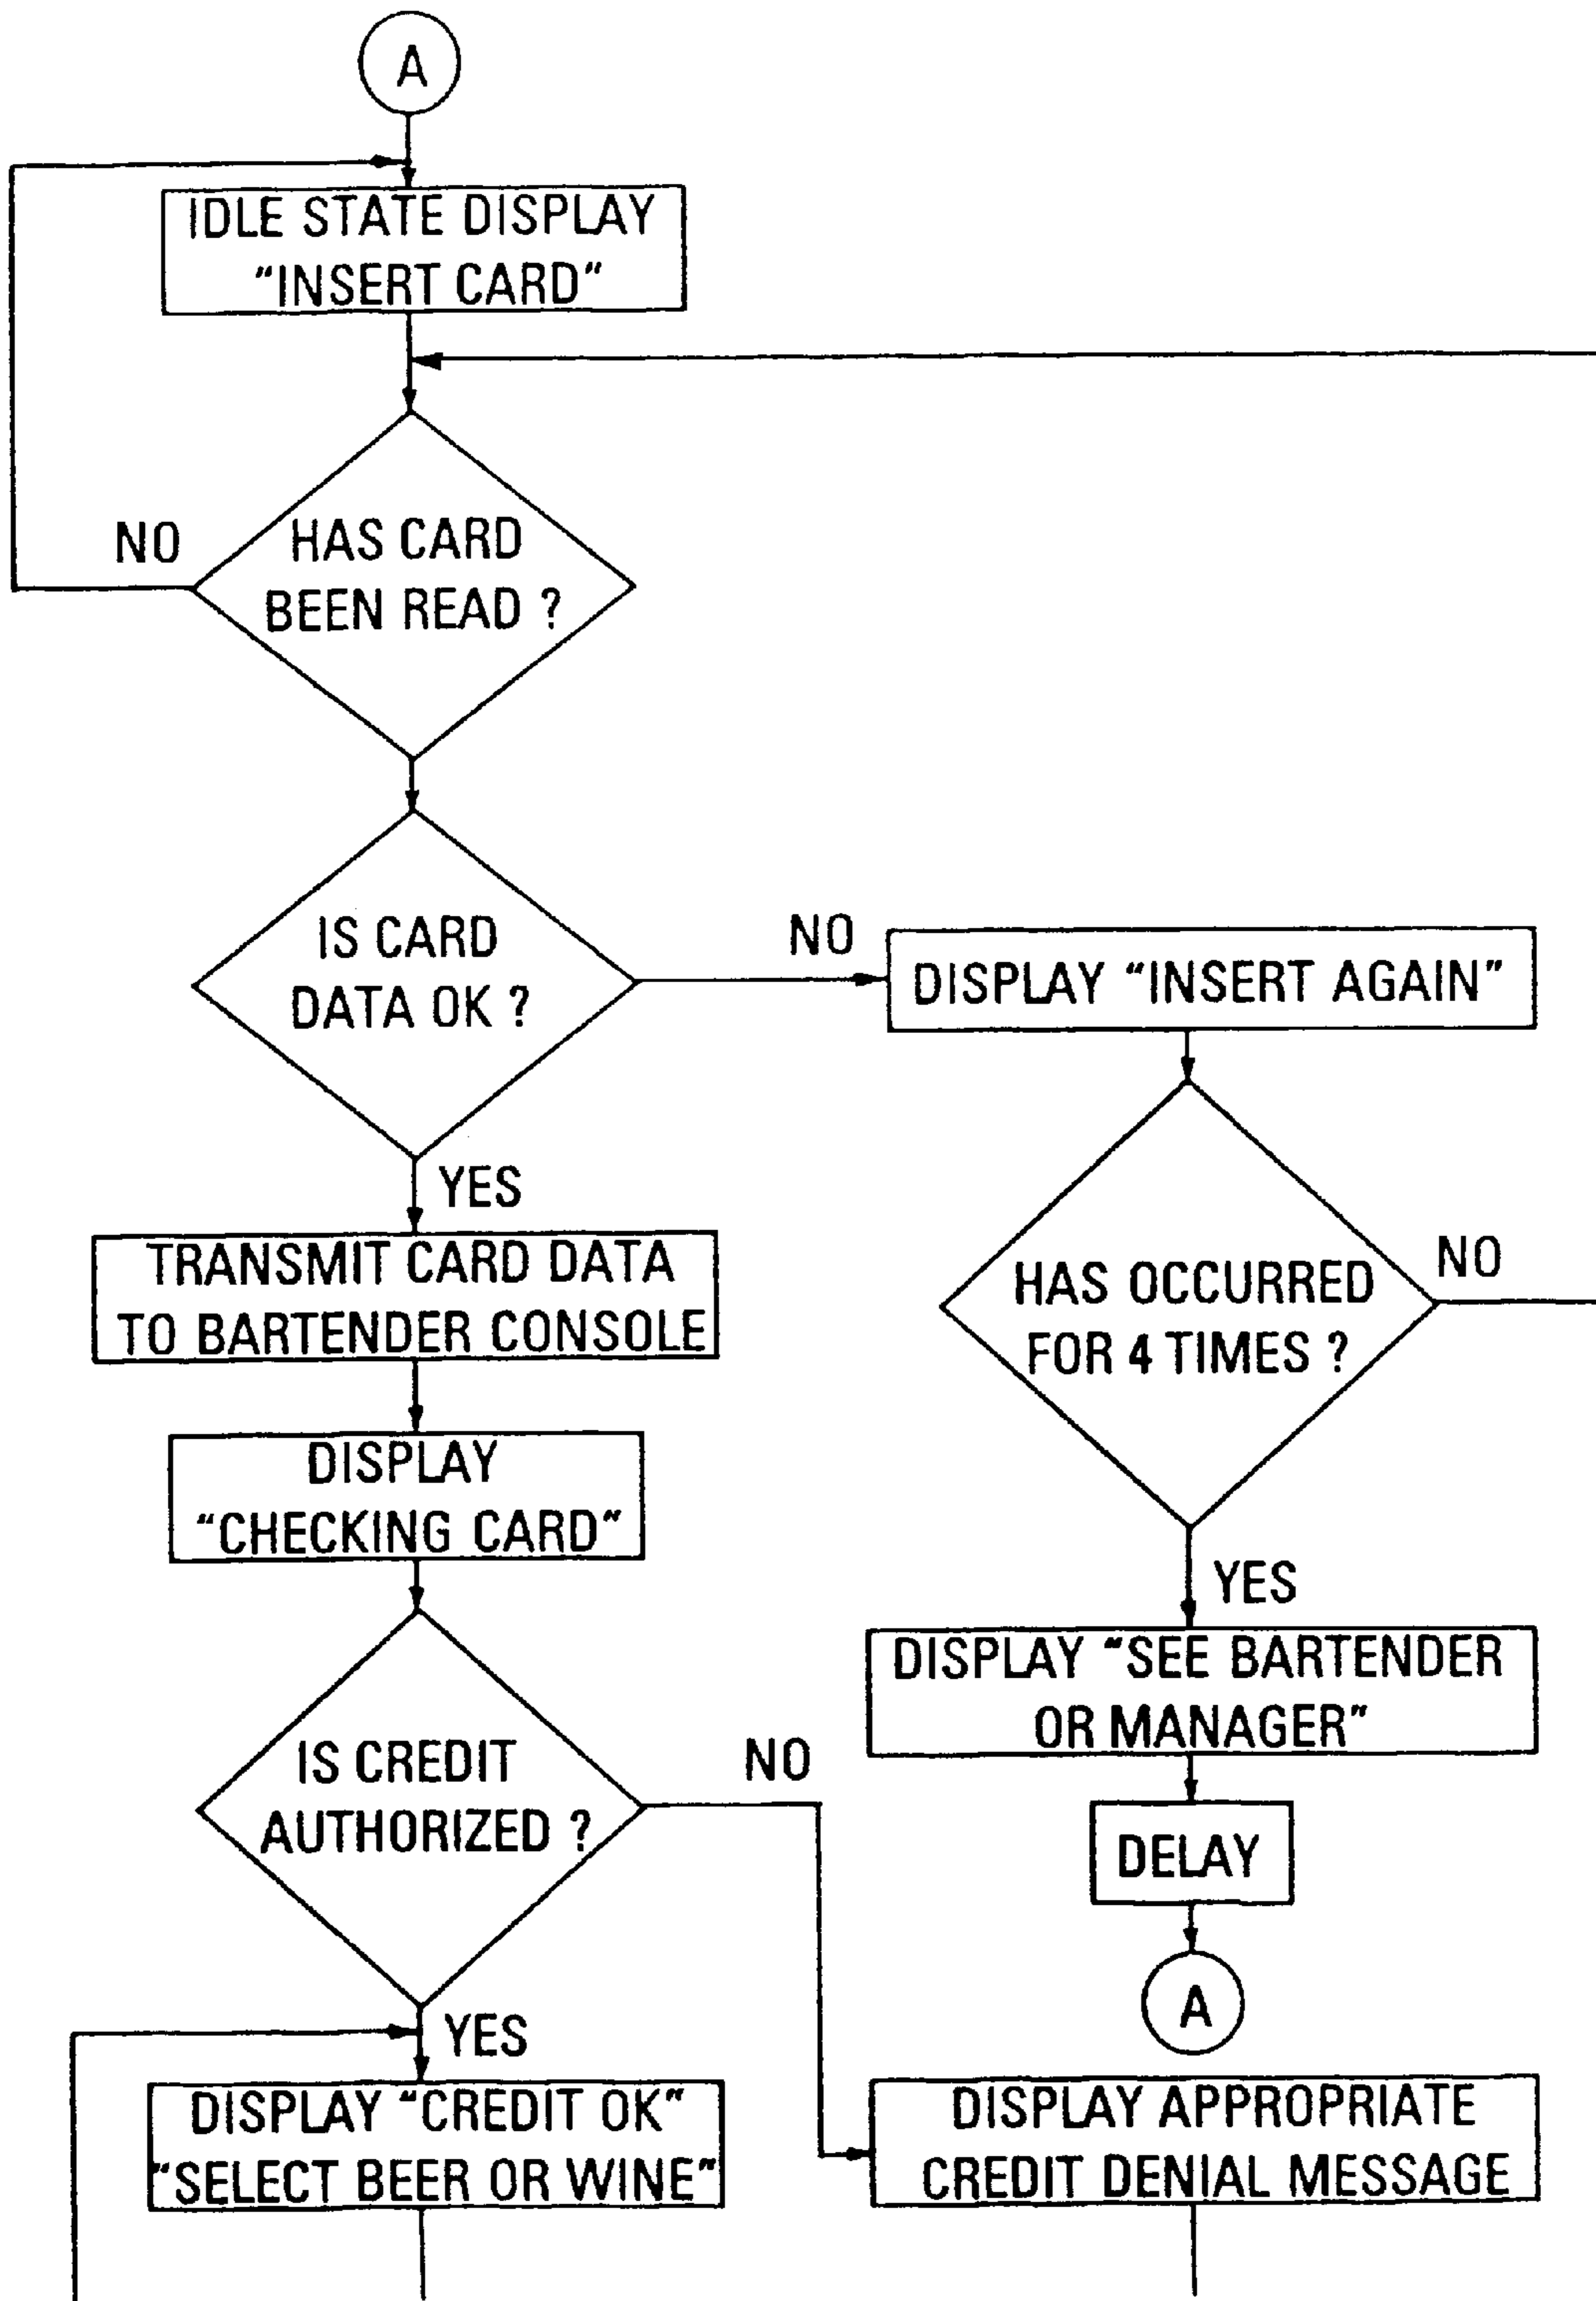 A
IDLE STATE DISPLAY
"INSERT CARD"
NO
HAS CARD
BEEN READ ?
IS CARD
DATA OK ?
NO
DISPLAY "INSERT AGAIN"
YES
TRANSMIT CARD DATA
TO BARTENDER CONSOLE
HAS OCCURRED
FOR 4 TIMES ?
NO
DISPLAY
"CHECKING CARD"
YES
DISPLAY "SEE BARTENDER
OR MANAGER"
IS CREDIT
AUTHORIZED ?
NO
DELAY
A
YES
DISPLAY "CREDIT OK"
"SELECT BEER OR WINE"
DISPLAY APPROPRIATE
CREDIT DENIAL MESSAGE